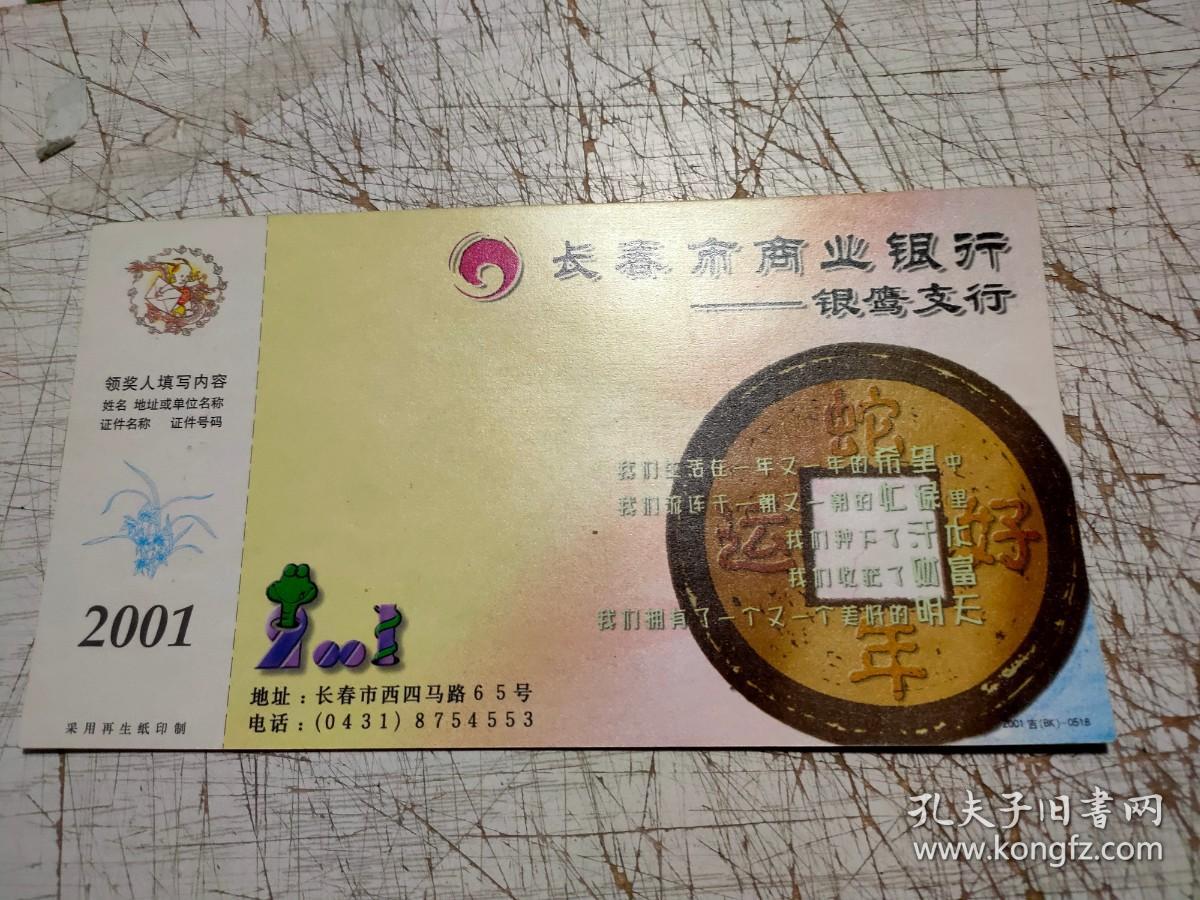 领奖人填写内容
姓名 地址或单位名称
证件名称 证件号码
2001
采用再生纸印制
长春市商业银行
——银鹰支行
蛇
运 好
年
我们生活在一年又一年的希望中
我们流连于一朝又一朝的忙碌里
我们种下了汗水
我们收获了财富
我们拥有了一个又一个美好的明天
2001
地址：长春市西四马路65号
电话：(0431) 8754553
2001 吉(BK)-0518
孔夫子旧书网
www.kongfz.com